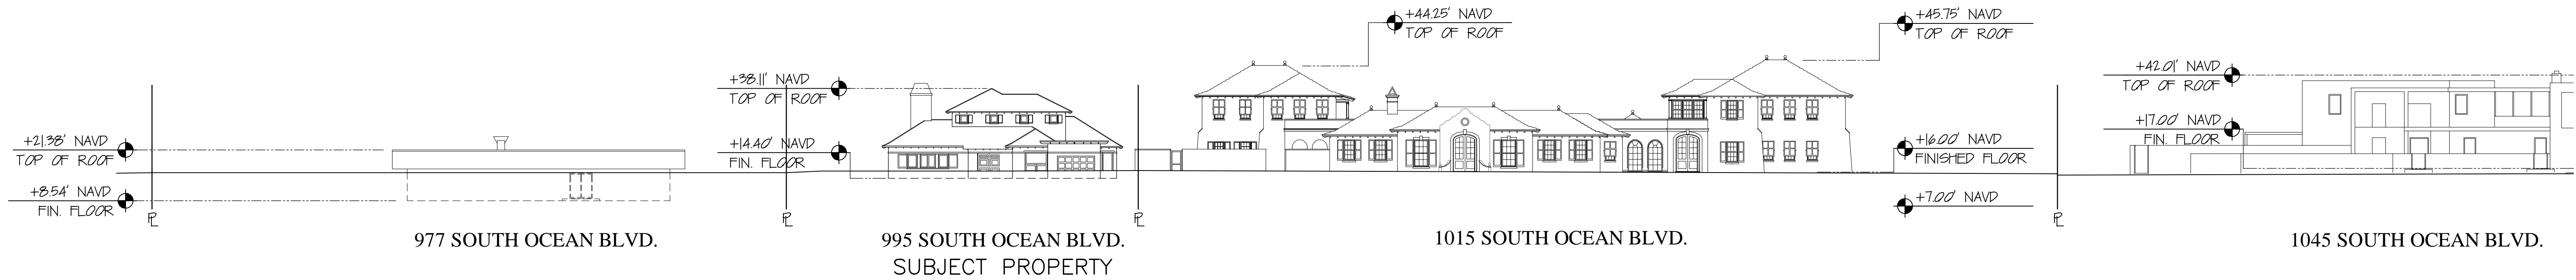 +21.38' NAVD
TOP OF ROOF
+8.54' NAVD
FIN. FLOOR
PL
977 SOUTH OCEAN BLVD.
+38.11' NAVD
TOP OF ROOF
+14.40' NAVD
FIN. FLOOR
PL
995 SOUTH OCEAN BLVD.
SUBJECT PROPERTY
PL
+44.25' NAVD
TOP OF ROOF
+45.75' NAVD
TOP OF ROOF
+16.00' NAVD
FINISHED FLOOR
+7.00' NAVD
1015 SOUTH OCEAN BLVD.
PL
+42.01' NAVD
TOP OF ROOF
+17.00' NAVD
FIN. FLOOR
1045 SOUTH OCEAN BLVD.